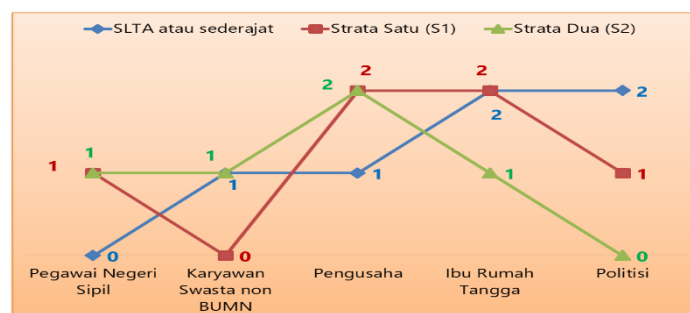 SLTA atau sederajat Strata Satu (S1) Strata Dua (S2)
2 2 2 2
2
1 1 1 1 1
1 1
0 0 0
Pegawai Negeri Sipil
Karyawan Swasta non BUMN
Pengusaha
Ibu Rumah Tangga
Politisi